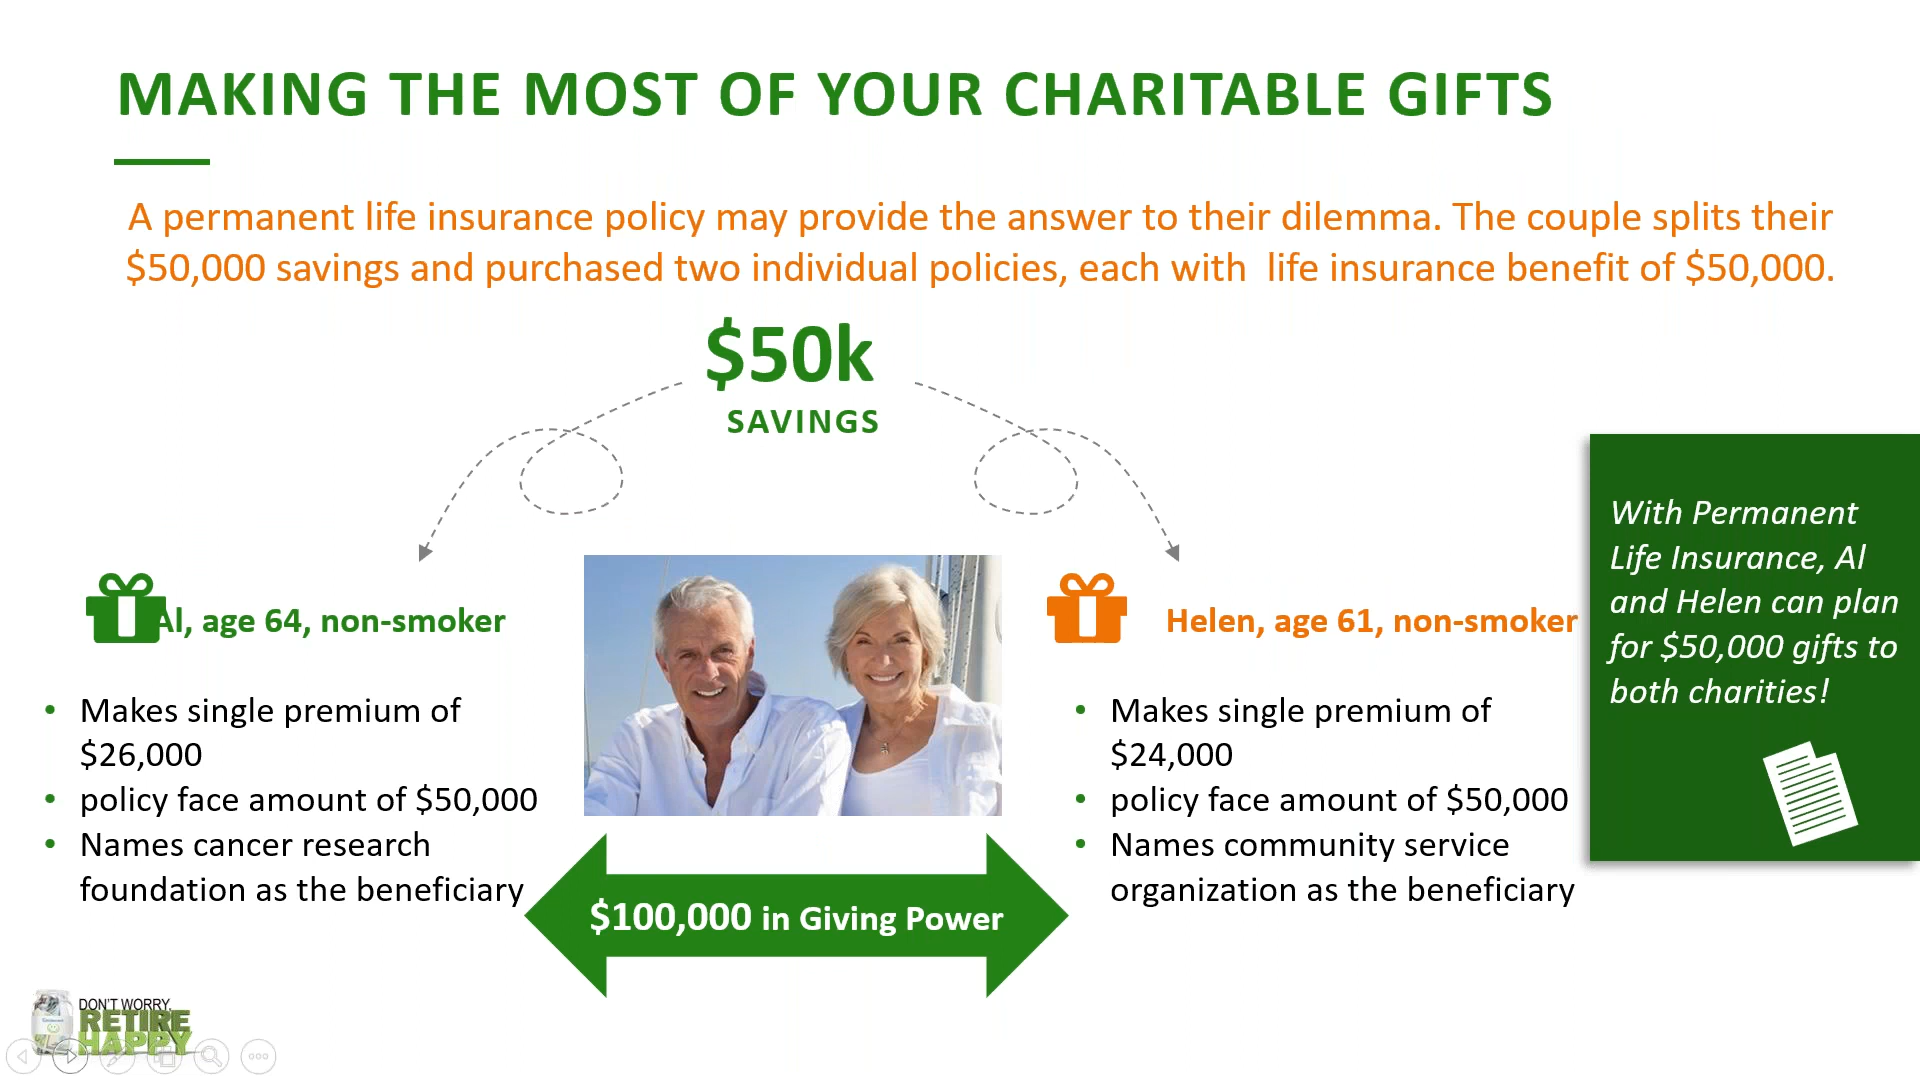 MAKING THE MOST OF YOUR CHARITABLE GIFTS
A permanent life insurance policy may provide the answer to their dilemma. The couple splits their
$50,000 savings and purchased two individual policies, each with  life insurance benefit of $50,000.
$50k
SAVINGS
Al, age 64, non-smoker
• Makes single premium of
$26,000
• policy face amount of $50,000
• Names cancer research
foundation as the beneficiary
$100,000 in Giving Power
Helen, age 61, non-smoker
• Makes single premium of
$24,000
• policy face amount of $50,000
• Names community service
organization as the beneficiary
With Permanent
Life Insurance, Al
and Helen can plan
for $50,000 gifts to
both charities!
DON'T WORRY,
RETIRE
HAPPY